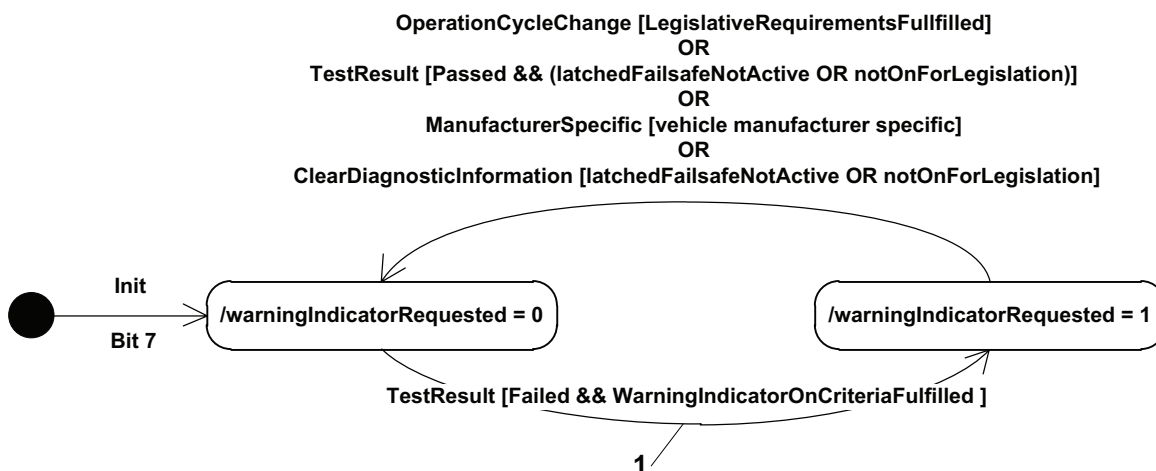 OperationCycleChange [LegislativeRequirementsFullfilled]
OR
TestResult [Passed && (latchedFailsafeNotActive OR notOnForLegislation)]
OR
ManufacturerSpecific [vehicle manufacturer specific]
OR
ClearDiagnosticInformation [latchedFailsafeNotActive OR notOnForLegislation]
Init
Bit 7
/warningIndicatorRequested = 0
/warningIndicatorRequested = 1
TestResult [Failed && WarningIndicatorOnCriteriaFulfilled ]
1